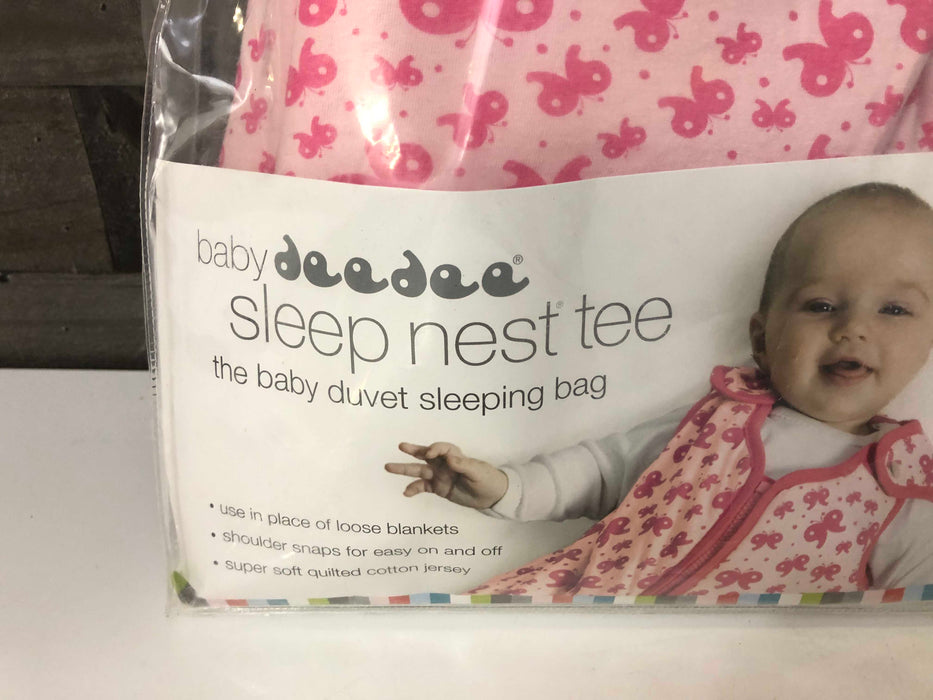 baby deedee®
sleep nest® tee
the baby duvet sleeping bag
• use in place of loose blankets
• shoulder snaps for easy on and off
• super soft quilted cotton jersey